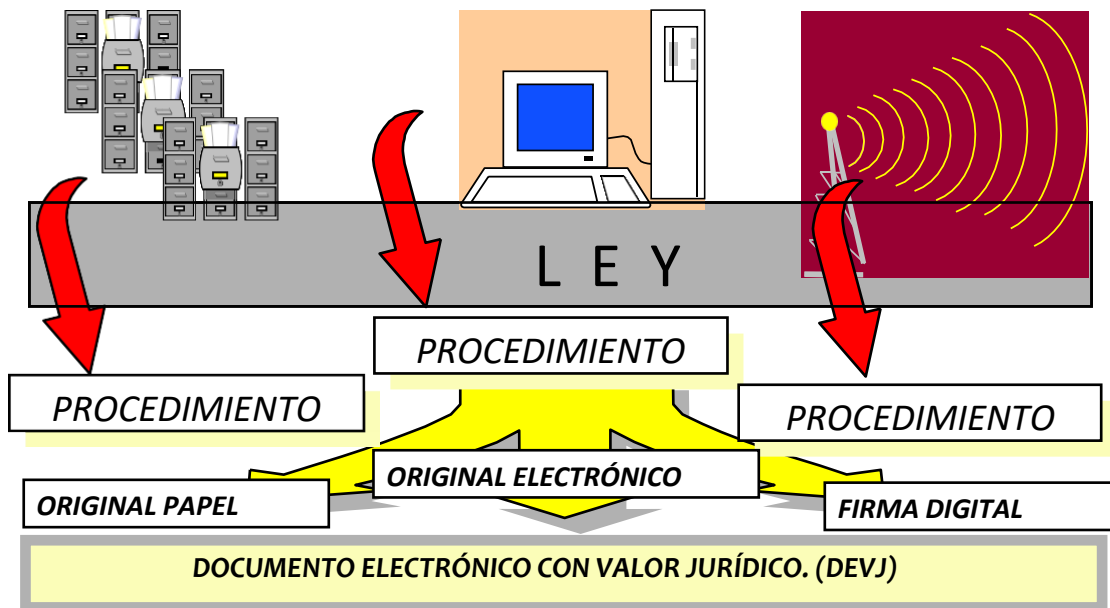 L E Y
PROCEDIMIENTO
PROCEDIMIENTO
PROCEDIMIENTO
ORIGINAL PAPEL
ORIGINAL ELECTRÓNICO
FIRMA DIGITAL
DOCUMENTO ELECTRÓNICO CON VALOR JURÍDICO. (DEVJ)